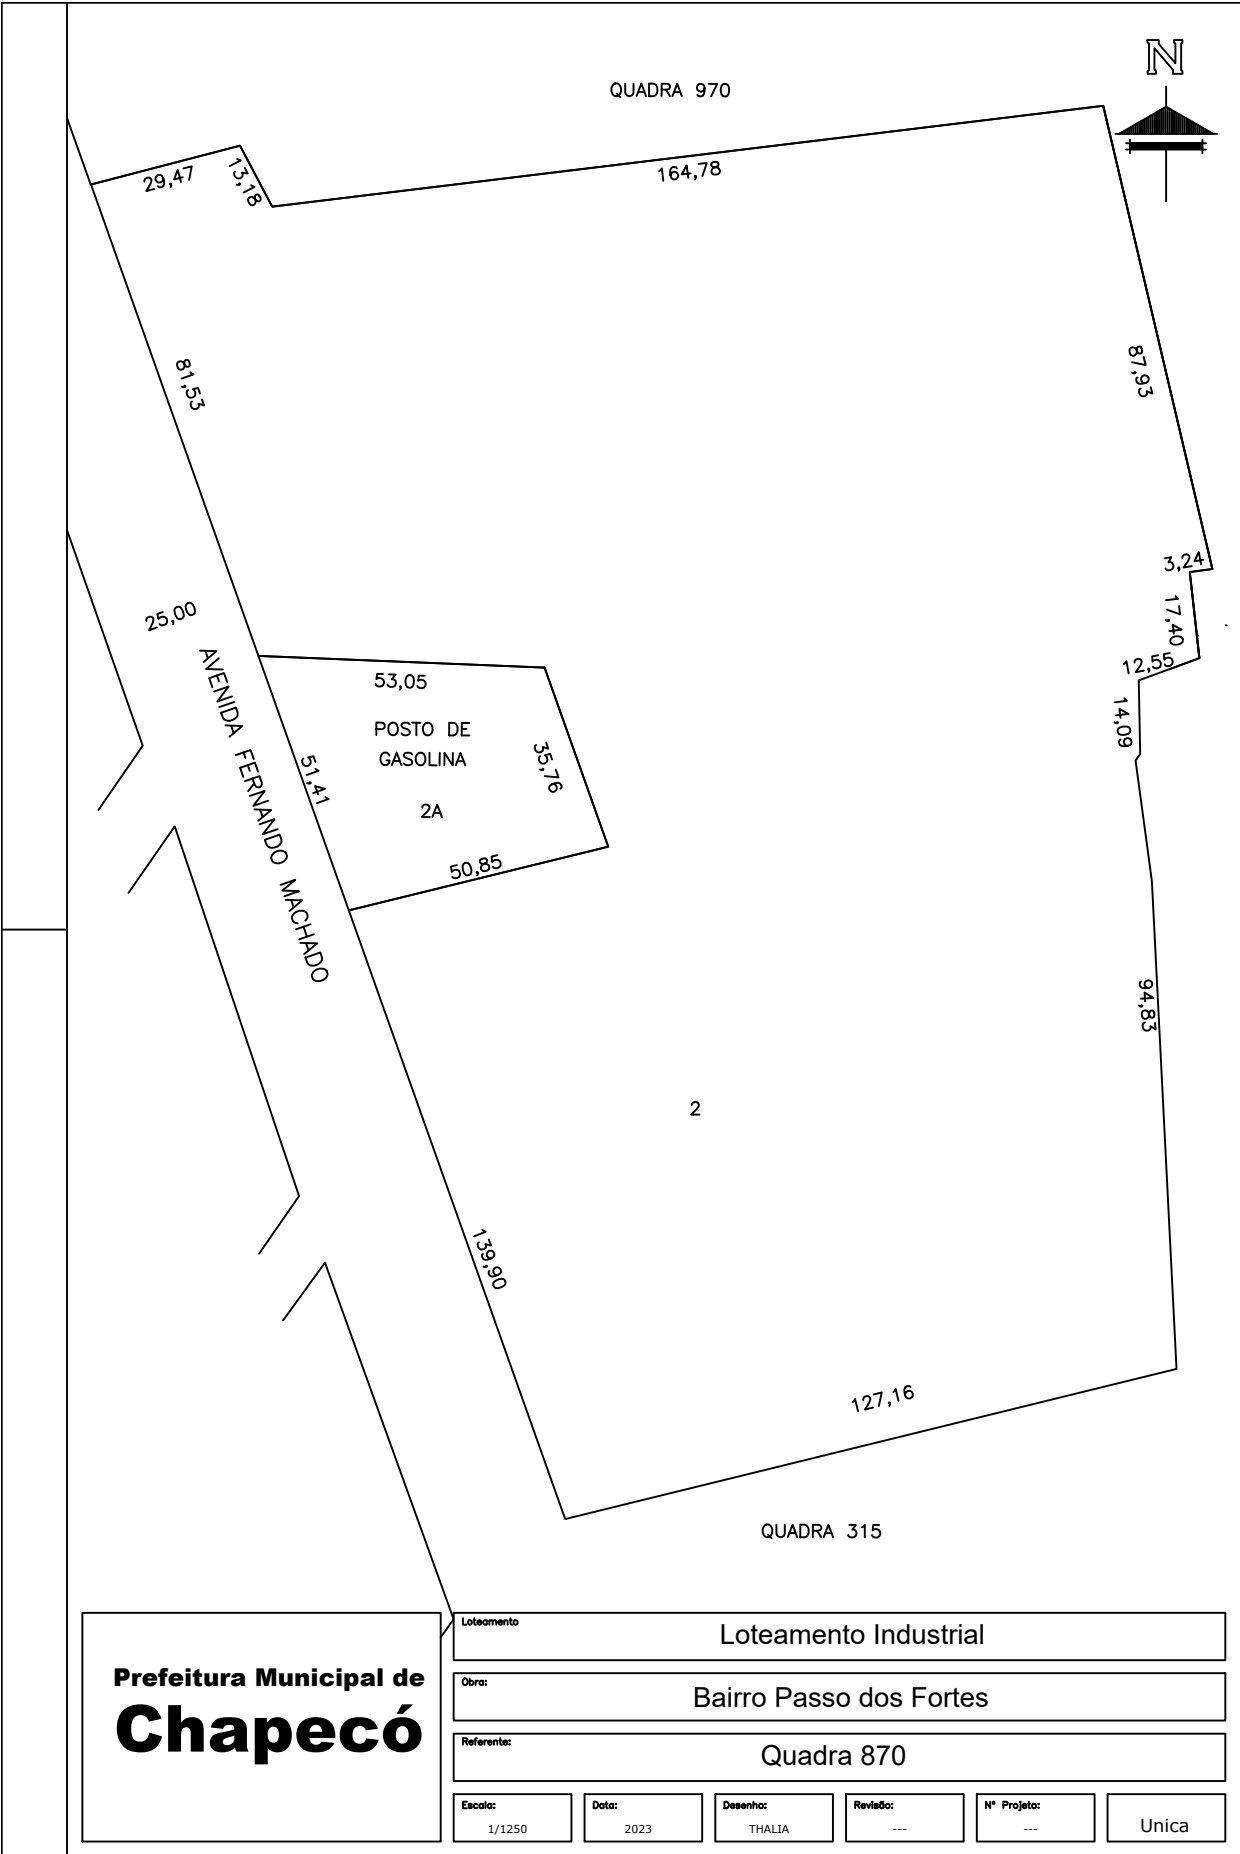 N
QUADRA 970
29,47
13,18
164,78
81,53
87,93
3,24
17,40
12,55
14,09
25,00
AVENIDA FERNANDO MACHADO
53,05
POSTO DE
GASOLINA
2A
51,41
35,76
50,85
94,83
2
139,90
127,16
QUADRA 315
Prefeitura Municipal de
Chapecó
Loteamento
Loteamento Industrial
Obra:
Bairro Passo dos Fortes
Referente:
Quadra 870
Escala:
1/1250
Data:
2023
Desenho:
THALIA
Revisão:
---
N° Projeto:
---
Unica